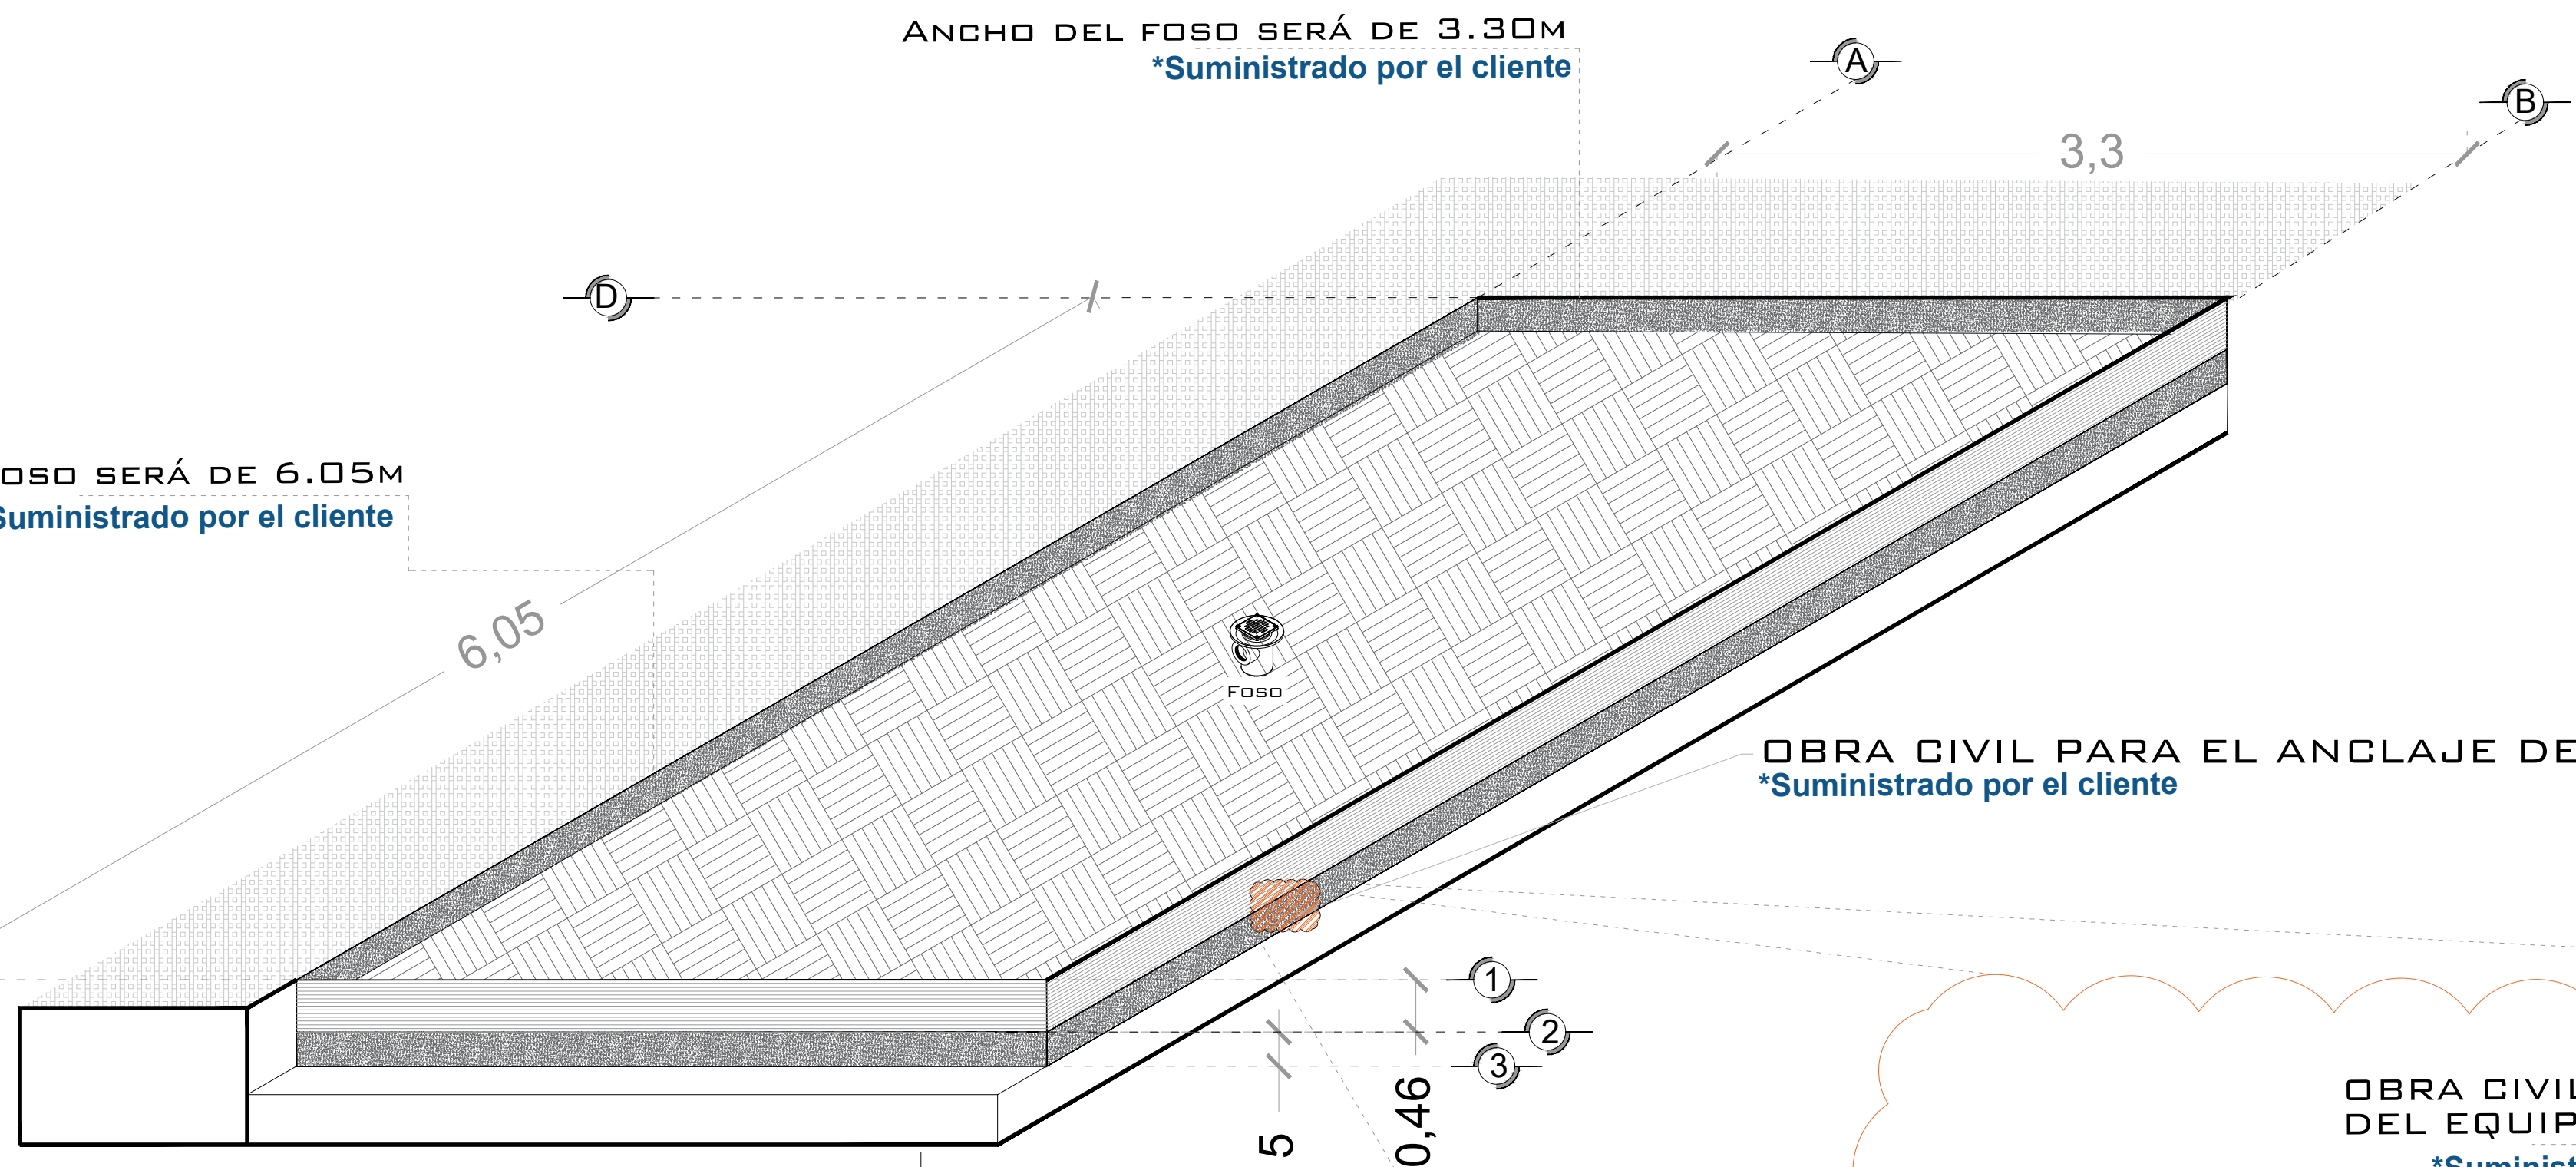 ANCHO DEL FOSO SERÁ DE 3.30M
*Suministrado por el cliente
A
B
3,3
D
OSO SERÁ DE 6.05M
Suministrado por el cliente
6,05
FOSO
OBRA CIVIL PARA EL ANCLAJE DE
*Suministrado por el cliente
1
2
3
5
0,46
OBRA CIVIL
DEL EQUIP
*Suminist